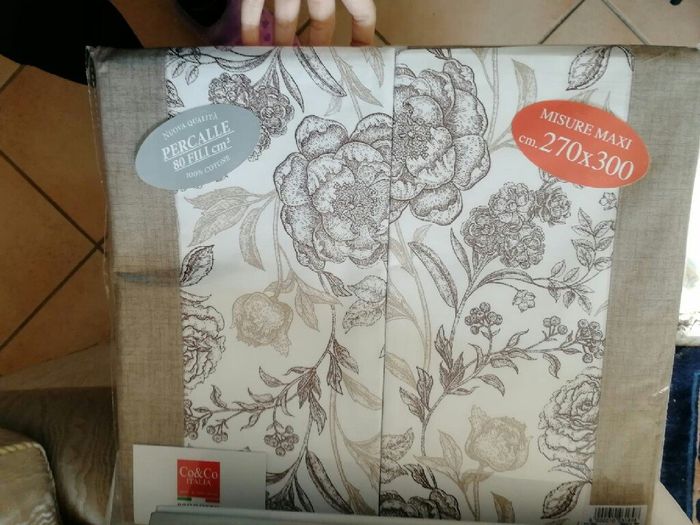 NUOVA QUALITÀ
PERCALLE
80 FILI cm²
100% COTONE
MISURE MAXI
cm. 270x300
Co&Co
ITALIA